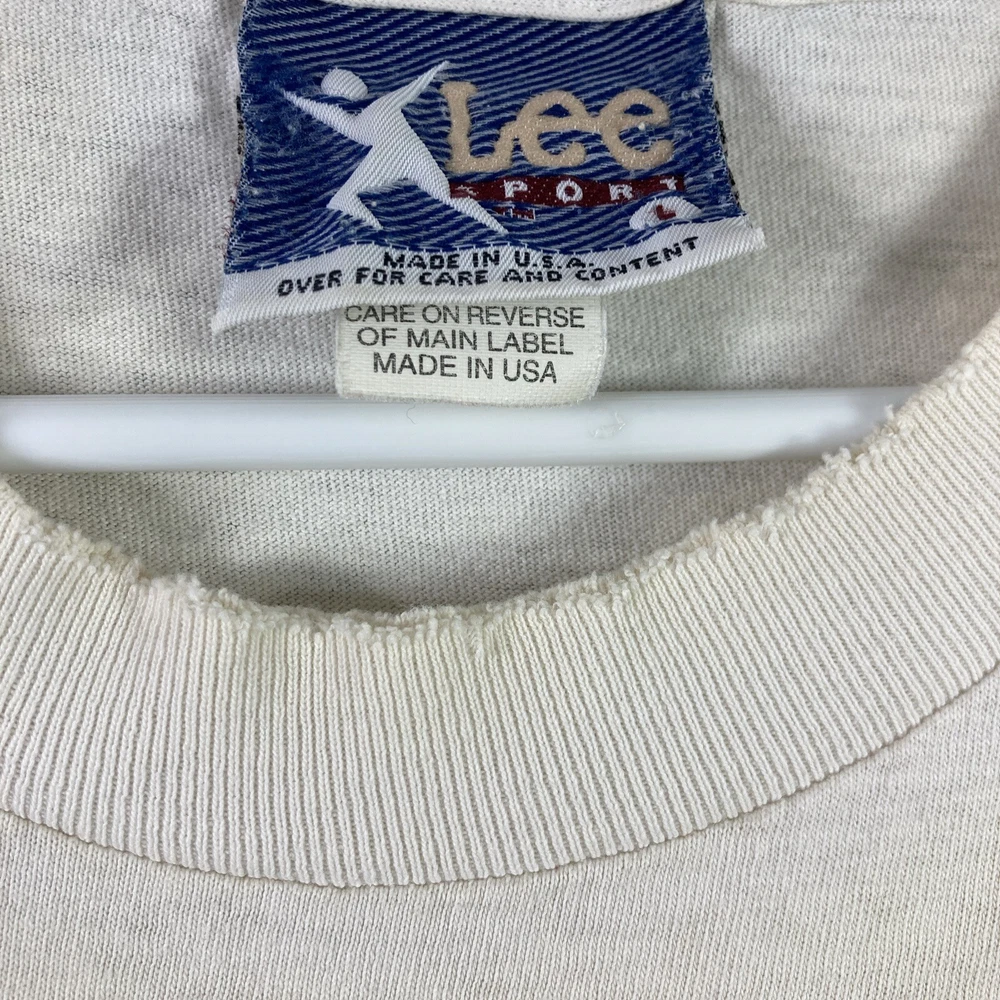 Lee
SPORT
L
MADE IN U.S.A.
OVER FOR CARE AND CONTENT
CARE ON REVERSE
OF MAIN LABEL
MADE IN USA